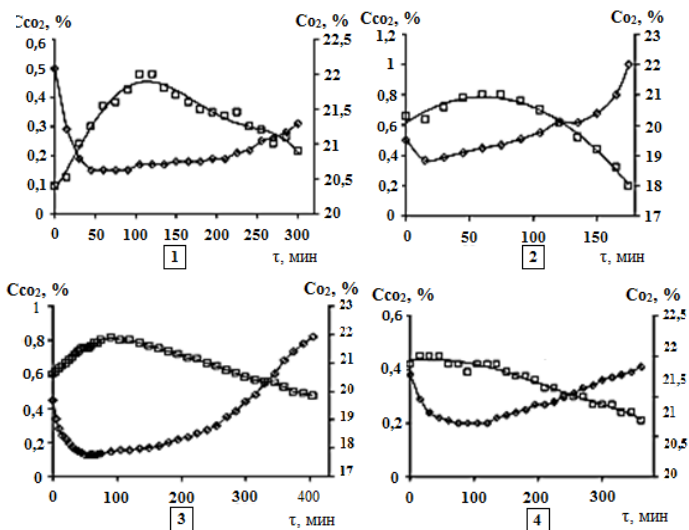 Ссо₂, % Со₂, %
0,6 22,5
0,5 22
0,4 21,5
0,3
0,2 21
0,1 20,5
0 20
0 50 100 150 200 250 300
1 τ, мин
Ссо₂, % Со₂, %
1,2 23
1 22
0,8 21
0,6 20
0,4 19
0,2 18
0 17
0 50 100 150
2 τ, мин
Ссо₂, % Со₂, %
1 23
0,8 22
0,6 21
20
0,4 19
0,2 18
0 17
0 100 200 300 400
3 τ, мин
Ссо₂, % Со₂, %
0,6 22,5
22
0,4 21,5
21
0,2 20,5
0 20
0 100 200 300
4 τ, мин